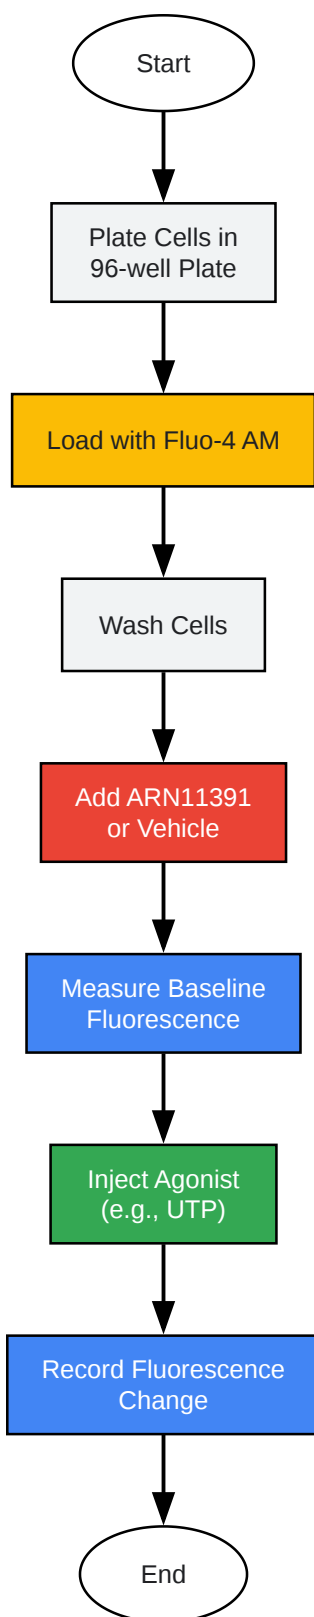 Start
Plate Cells in
96-well Plate
Load with Fluo-4 AM
Wash Cells
Add ARN11391
or Vehicle
Measure Baseline
Fluorescence
Inject Agonist
(e.g., UTP)
Record Fluorescence
Change
End